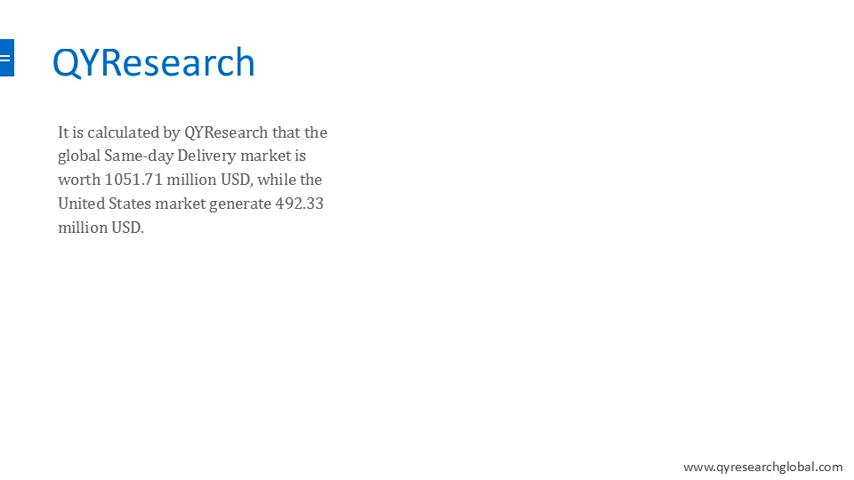 QYResearch
It is calculated by QYResearch that the
global Same-day Delivery market is
worth 1051.71 million USD, while the
United States market generate 492.33
million USD.
www.qyresearchglobal.com